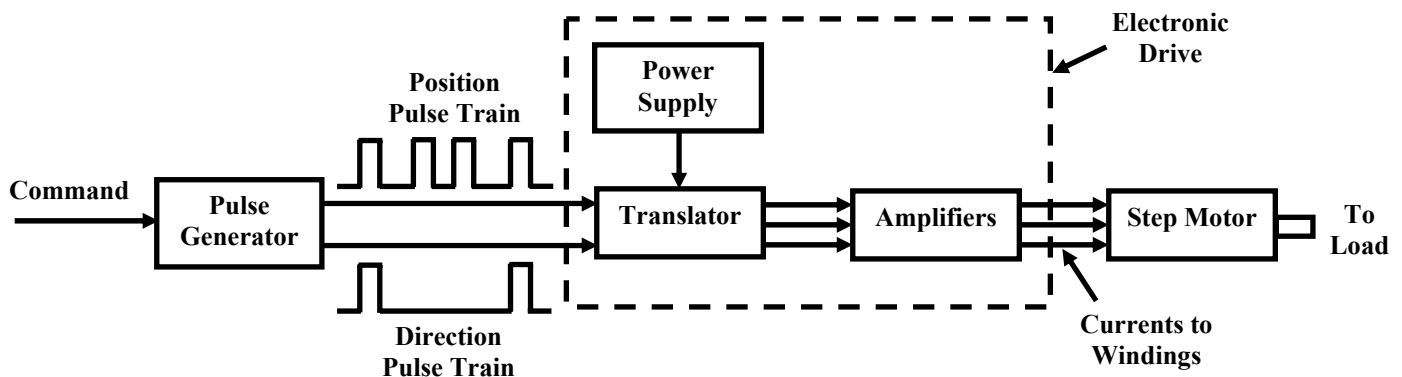 Electronic
Drive
Power
Supply
Position
Pulse Train
Command
Pulse
Generator
Translator
Amplifiers
Step Motor
To
Load
Direction
Pulse Train
Currents to
Windings